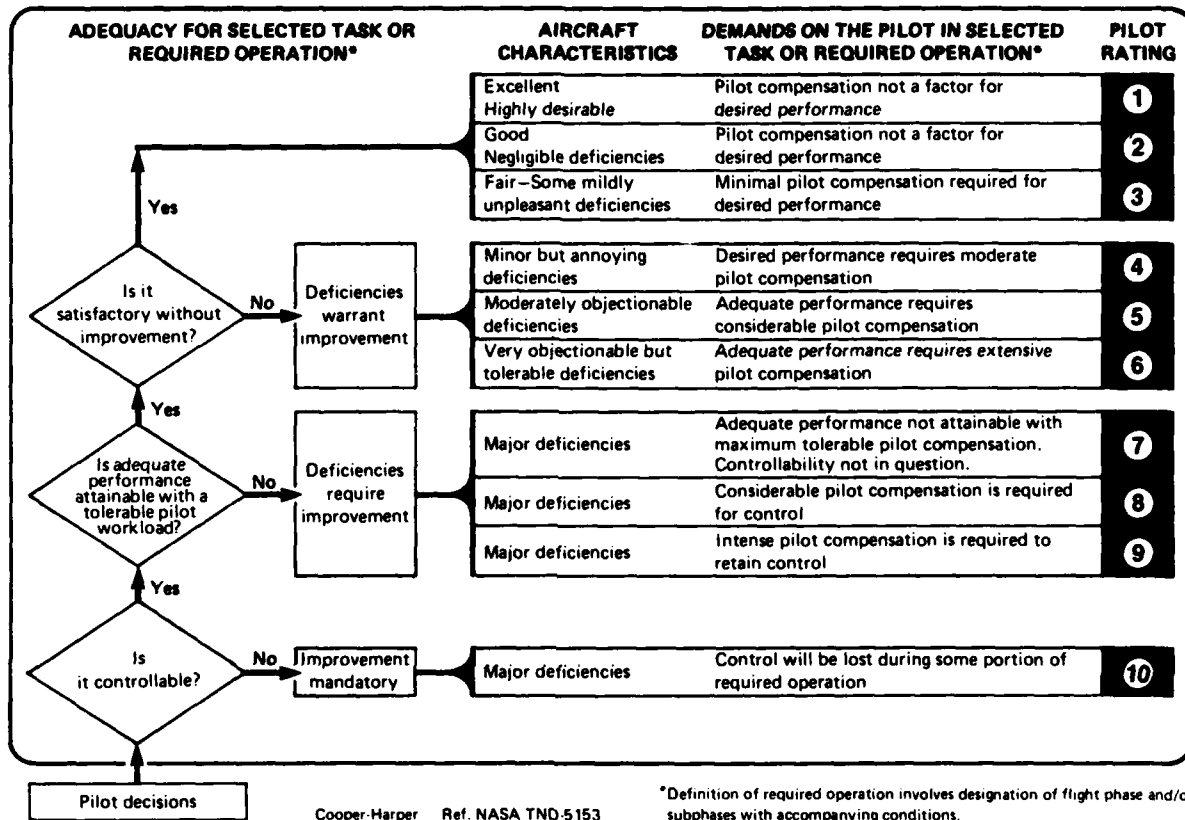 ADEQUACY FOR SELECTED TASK OR
REQUIRED OPERATION*
AIRCRAFT
CHARACTERISTICS
DEMANDS ON THE PILOT IN SELECTED
TASK OR REQUIRED OPERATION*
PILOT
RATING
Excellent
Highly desirable
Pilot compensation not a factor for
desired performance
1
Good
Negligible deficiencies
Pilot compensation not a factor for
desired performance
2
Fair—Some mildly
unpleasant deficiencies
Minimal pilot compensation required for
desired performance
3
Yes
Is it
satisfactory without
improvement?
No
Deficiencies
warrant
improvement
Minor but annoying
deficiencies
Desired performance requires moderate
pilot compensation
4
Moderately objectionable
deficiencies
Adequate performance requires
considerable pilot compensation
5
Very objectionable but
tolerable deficiencies
Adequate performance requires extensive
pilot compensation
6
Yes
Is adequate
performance
attainable with a
tolerable pilot
workload?
No
Deficiencies
require
improvement
Major deficiencies
Adequate performance not attainable with
maximum tolerable pilot compensation.
Controllability not in question.
7
Major deficiencies
Considerable pilot compensation is required
for control
8
Major deficiencies
Intense pilot compensation is required to
retain control
9
Yes
Is
it controllable?
No
Improvement
mandatory
Major deficiencies
Control will be lost during some portion of
required operation
10
Pilot decisions
Cooper-Harper Ref. NASA TND-5153
*Definition of required operation involves designation of flight phase and/o
subphases with accompanying conditions.